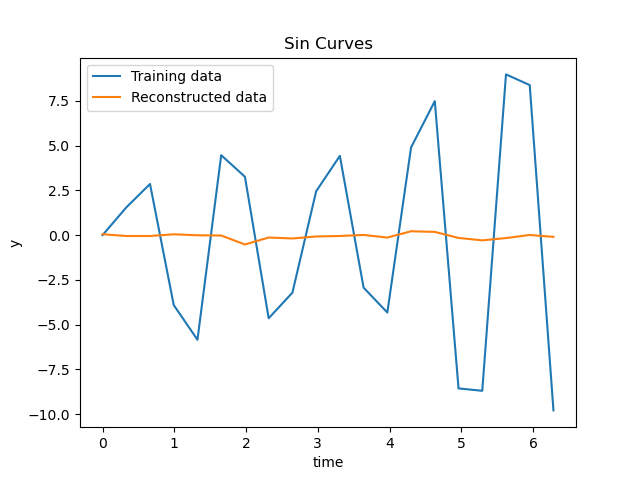 Sin Curves
Training data
Reconstructed data
7.5
5.0
2.5
0.0
−2.5
−5.0
−7.5
−10.0
y
0 1 2 3 4 5 6
time